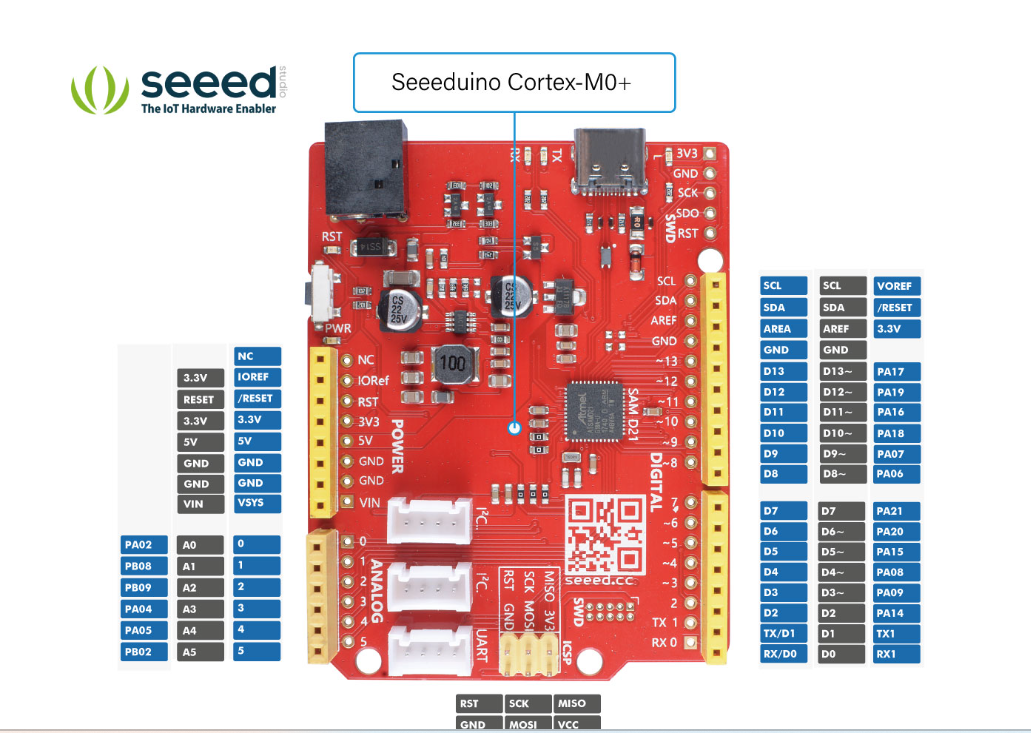 seeed studio
The IoT Hardware Enabler
Seeeduino Cortex-M0+
RX
TX
L
3V3
GND
SCK
SDO
RST
SWD
RST
SS14
PWR
CS
22
25V
CS
22
25V
100
SCL
SDA
AREF
GND
~13
~12
~11
~10
~9
~8
DIGITAL
SAM D21
Atmel
7
~6
~5
~4
~3
2
TX 1
RX 0
NC
IORef
RST
3V3
5V
GND
GND
VIN
POWER
0
1
2
3
4
5
ANALOG
I²C
I²C
UART
seeed.cc
SWD
RST SCK MISO
GND MOSI 3V3
ICSP
NC
3.3V IOREF
RESET /RESET
3.3V 3.3V
5V 5V
GND GND
GND GND
VIN VSYS
PA02 A0 0
PB08 A1 1
PB09 A2 2
PA04 A3 3
PA05 A4 4
PB02 A5 5
SCL SCL VOREF
SDA SDA /RESET
AREA AREF 3.3V
GND GND
D13 D13~ PA17
D12 D12~ PA19
D11 D11~ PA16
D10 D10~ PA18
D9 D9~ PA07
D8 D8~ PA06
D7 D7 PA21
D6 D6~ PA20
D5 D5~ PA15
D4 D4~ PA08
D3 D3~ PA09
D2 D2 PA14
TX/D1 D1 TX1
RX/D0 D0 RX1
RST SCK MISO
GND MOSI VCC